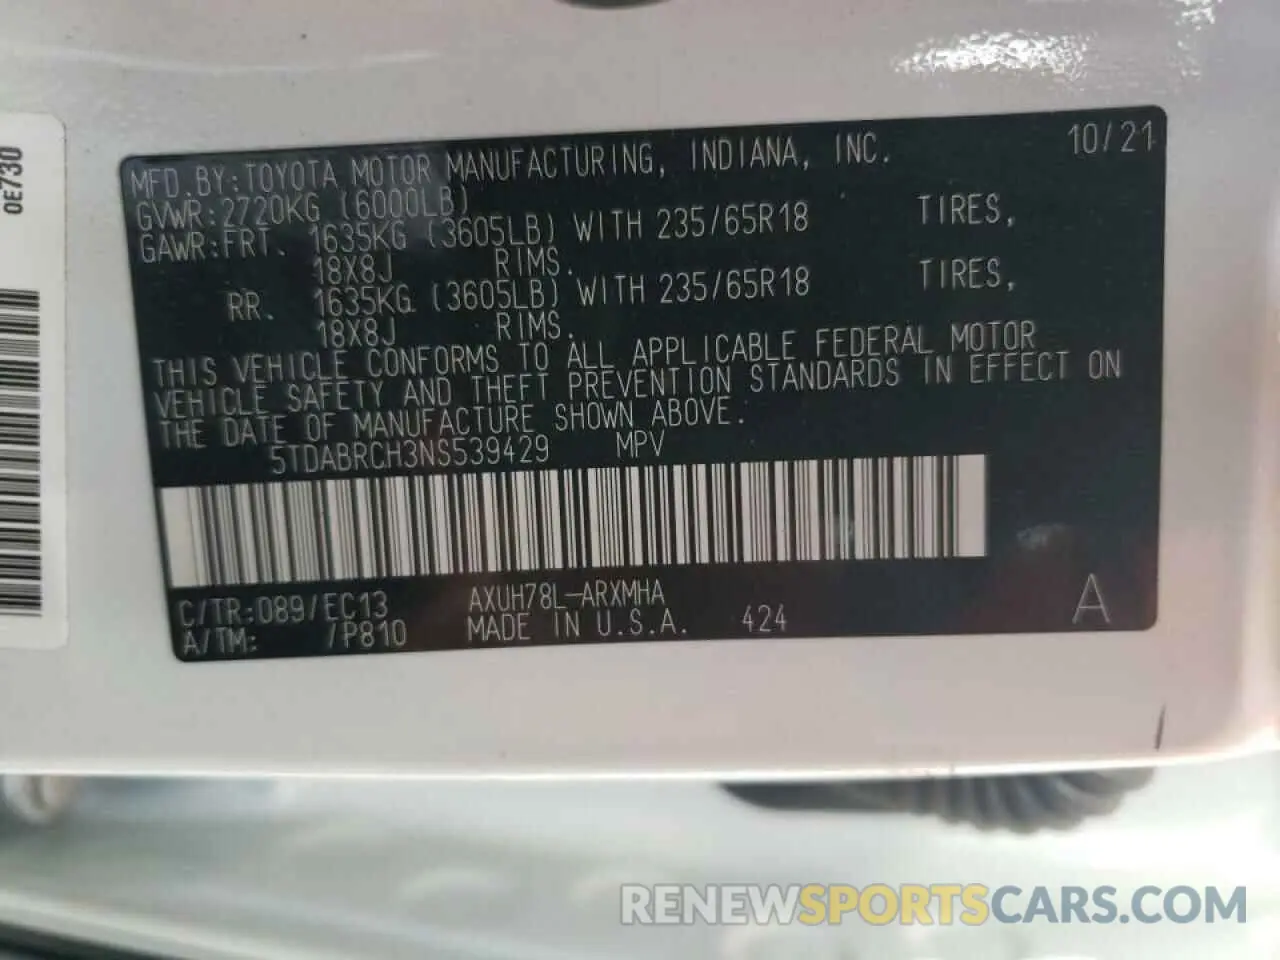 MFD.BY:TOYOTA MOTOR MANUFACTURING, INDIANA, INC. 10/21
GVWR:2720KG (6000LB)
GAWR:FRT. 1635KG (3605LB) WITH 235/65R18 TIRES,
18X8J RIMS.
RR. 1635KG (3605LB) WITH 235/65R18 TIRES,
18X8J RIMS.
THIS VEHICLE CONFORMS TO ALL APPLICABLE FEDERAL MOTOR
VEHICLE SAFETY AND THEFT PREVENTION STANDARDS IN EFFECT ON
THE DATE OF MANUFACTURE SHOWN ABOVE.
5TDABRCH3NS539429 MPV
C/TR:089/EC13 AXUH78L-ARXMHA
A/TM: /P810 MADE IN U.S.A. 424 A
0E730
RENEWSPORTSCARS.COM